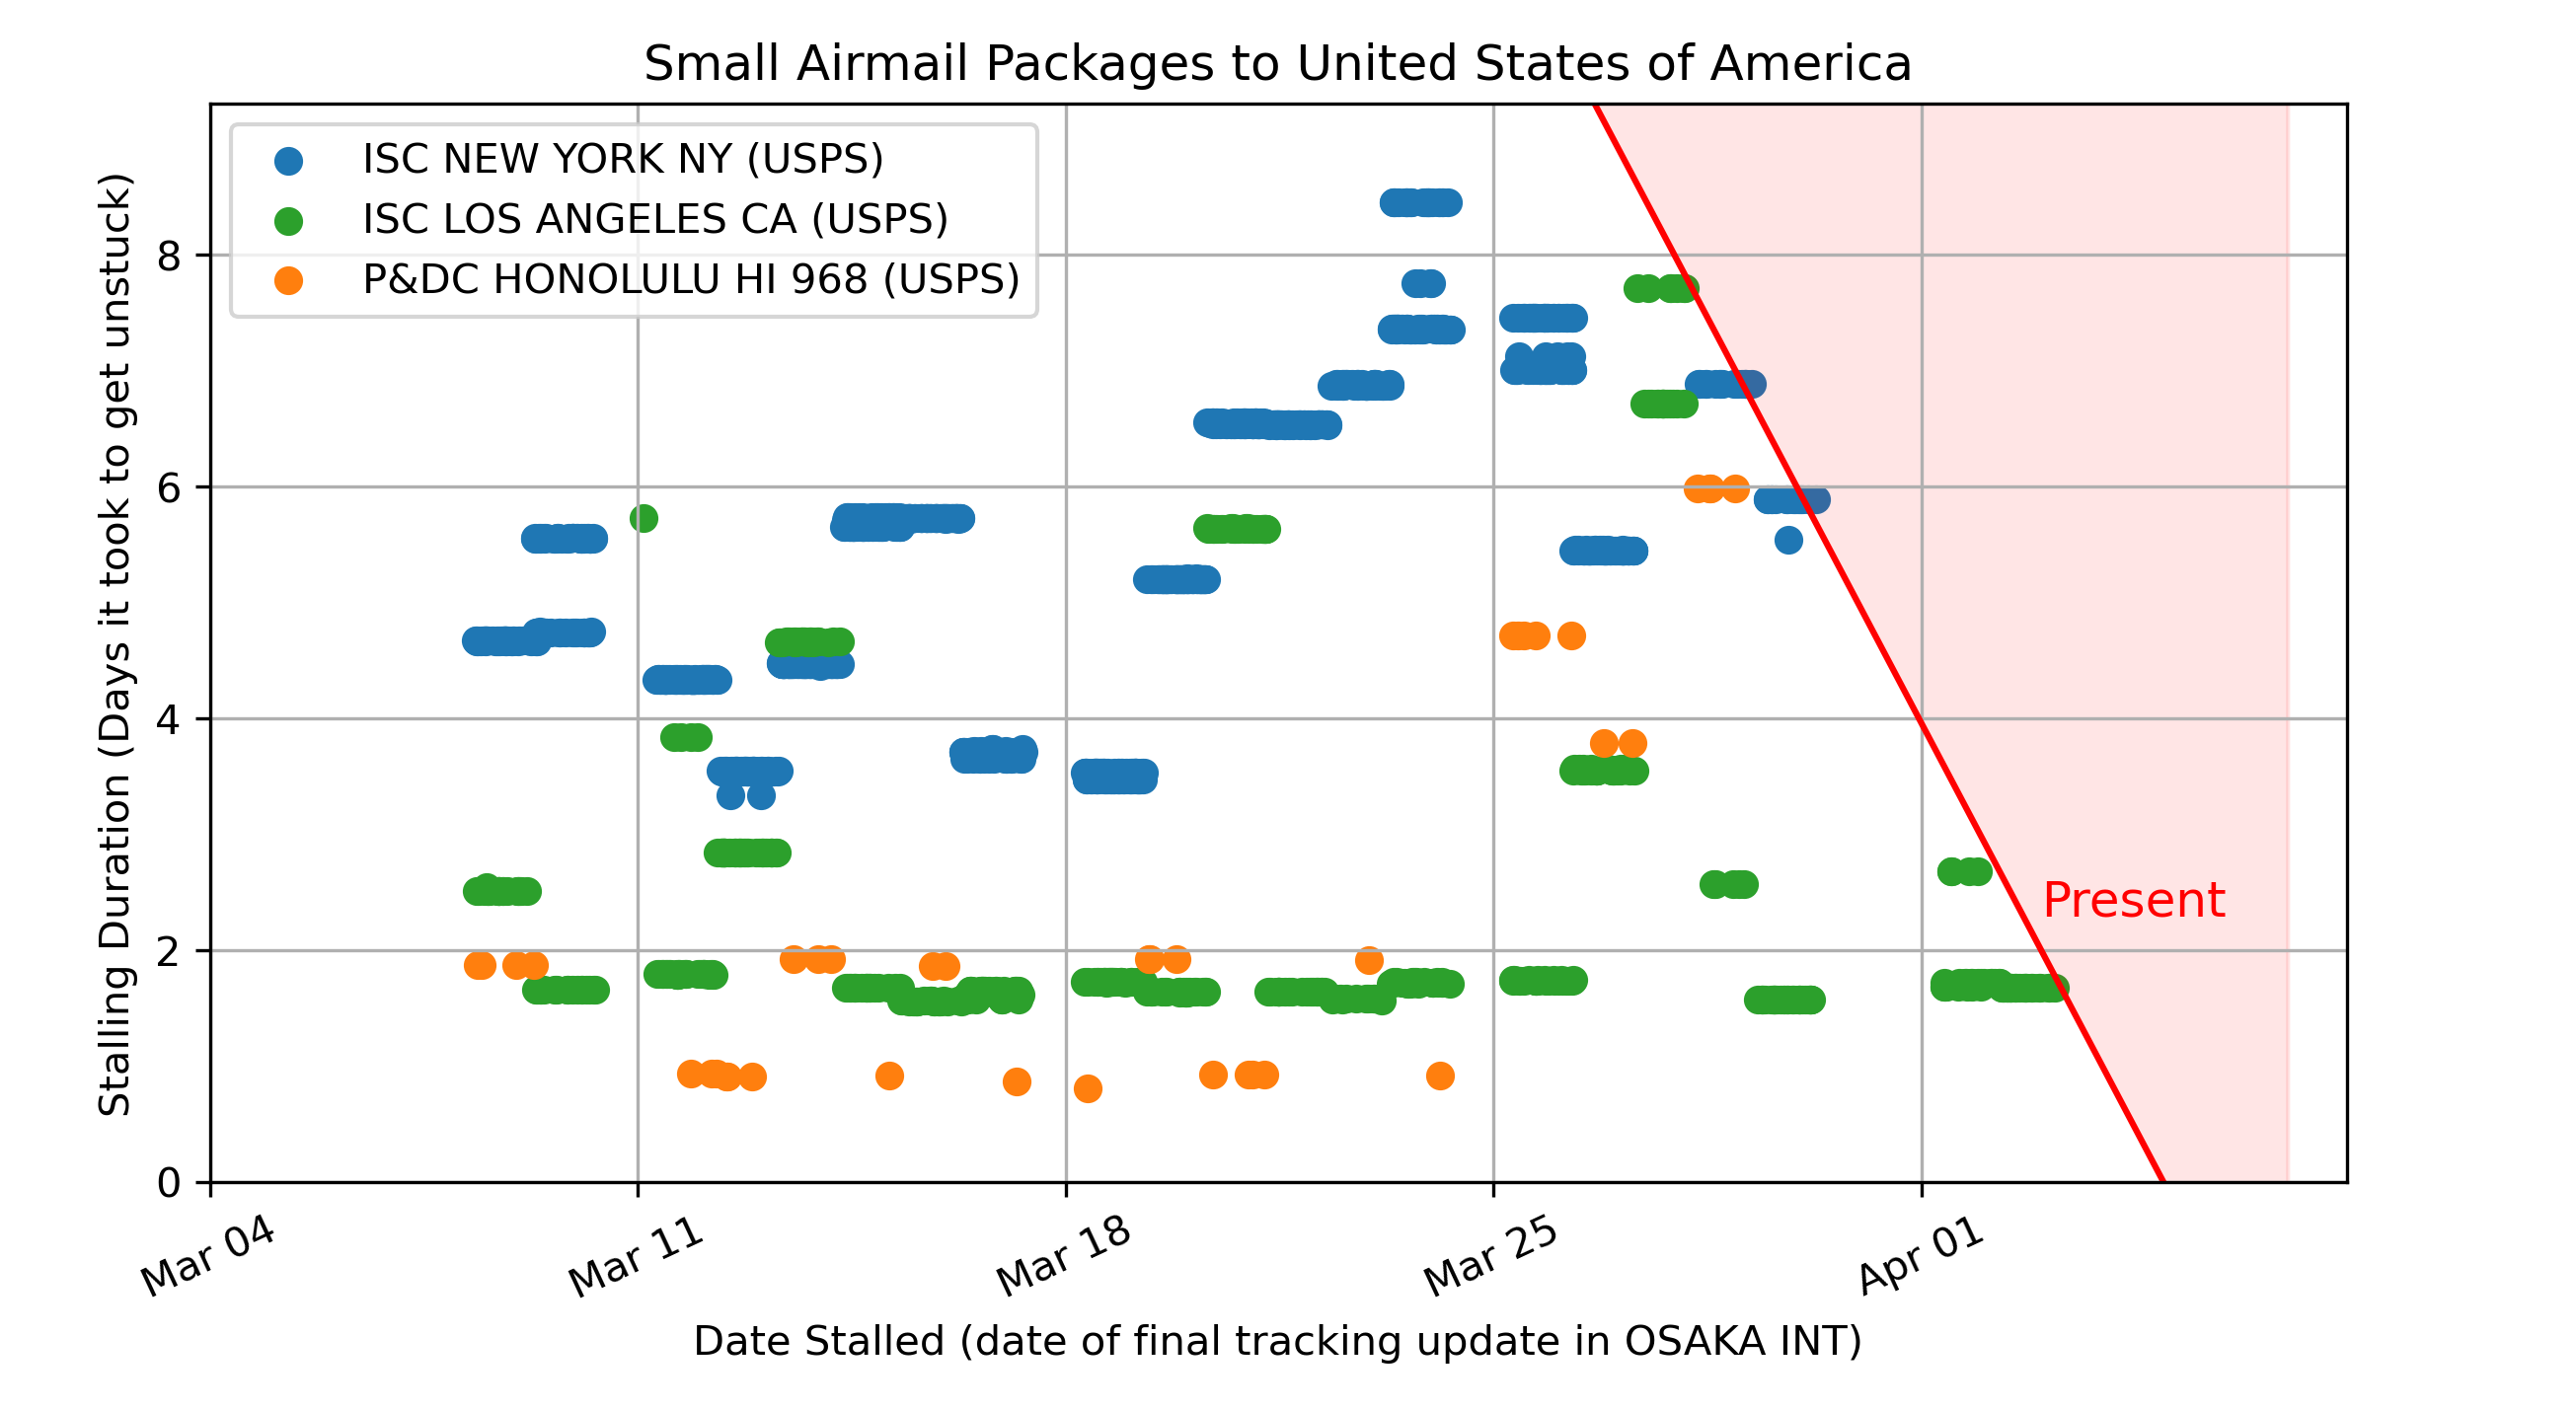 Small Airmail Packages to United States of America
ISC NEW YORK NY (USPS)
ISC LOS ANGELES CA (USPS)
P&DC HONOLULU HI 968 (USPS)
Stalling Duration (Days it took to get unstuck)
8
6
4
2
0
Present
Mar 04
Mar 11
Mar 18
Mar 25
Apr 01
Date Stalled (date of final tracking update in OSAKA INT)